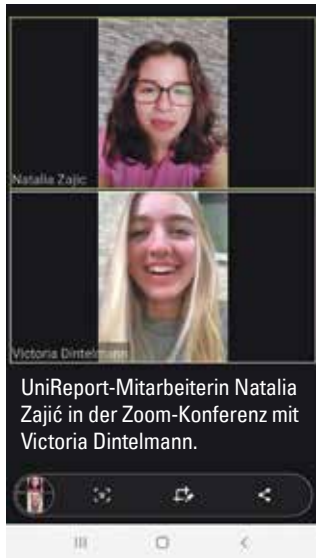 Natalia Zajic
Victoria Dintelmann
UniReport-Mitarbeiterin Natalia
Zajić in der Zoom-Konferenz mit
Victoria Dintelmann.